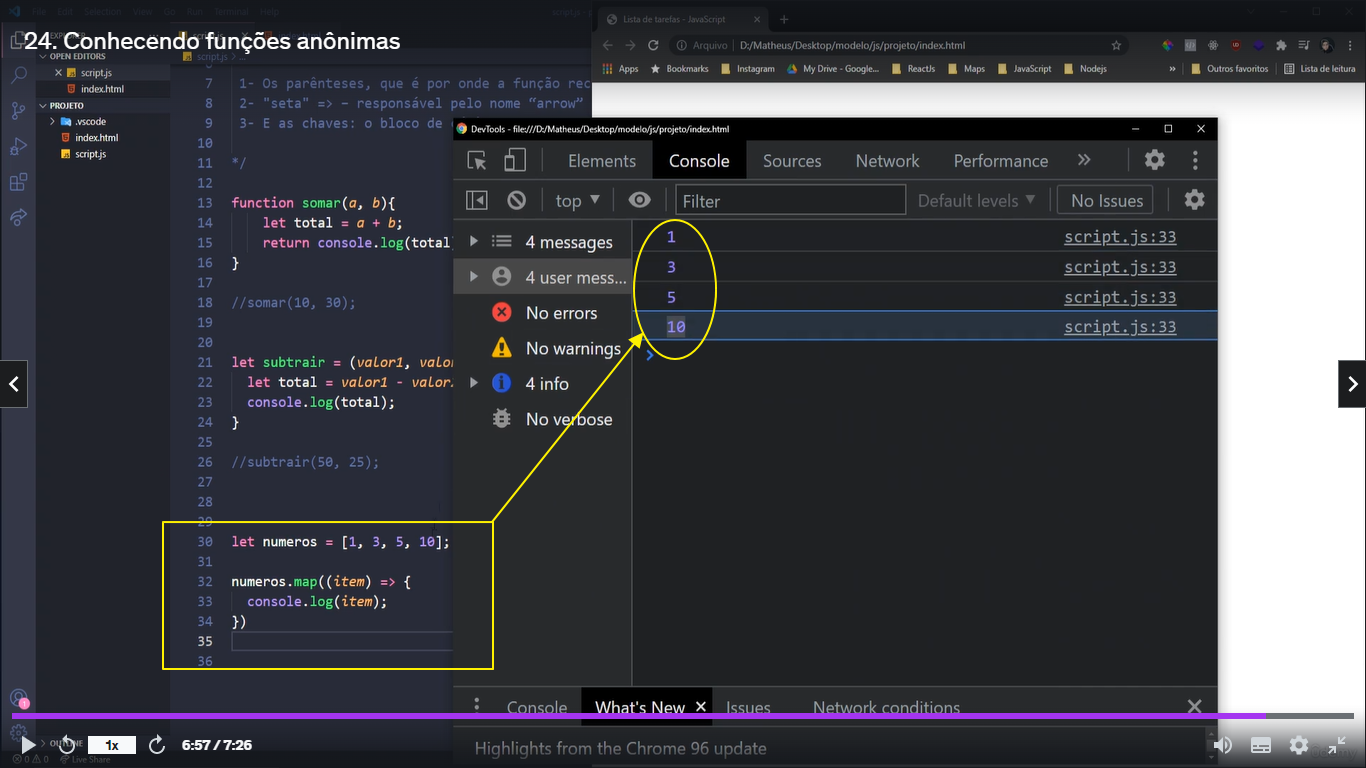 24. Conhecendo funções anônimas
File Edit Selection View Go Run Terminal Help
EXPLORER
OPEN EDITORS
script.js
index.html
PROJETO
.vscode
index.html
script.js
OUTLINE
Live Share
script.js > ...
7 1- Os parênteses, que é por onde a função rec
8 2- "seta" => – responsável pelo nome “arrow”
9 3- E as chaves: o bloco de
10
11 */
12
13 function somar(a, b){
14 let total = a + b;
15 return console.log(total
16 }
17
18 //somar(10, 30);
19
20
21 let subtrair = (valor1, valor
22 let total = valor1 - valor
23 console.log(total);
24 }
25
26 //subtrair(50, 25);
27
28
29
30 let numeros = [1, 3, 5, 10];
31
32 numeros.map((item) => {
33 console.log(item);
34 })
35
36
Lista de tarefas - JavaScript
Arquivo D:/Matheus/Desktop/modelo/js/projeto/index.html
Apps Bookmarks Instagram My Drive - Google... ReactJs Maps JavaScript Nodejs » Outros favoritos Lista de leitura
DevTools - file:///D:/Matheus/Desktop/modelo/js/projeto/index.html
Elements Console Sources Network Performance »
top ▼ Filter Default levels ▼ No Issues
4 messages
4 user mess...
No errors
No warnings
4 info
No verbose
1 script.js:33
3 script.js:33
5 script.js:33
10 script.js:33
Console What's New Issues Network conditions
Highlights from the Chrome 96 update
1x 6:57 / 7:26